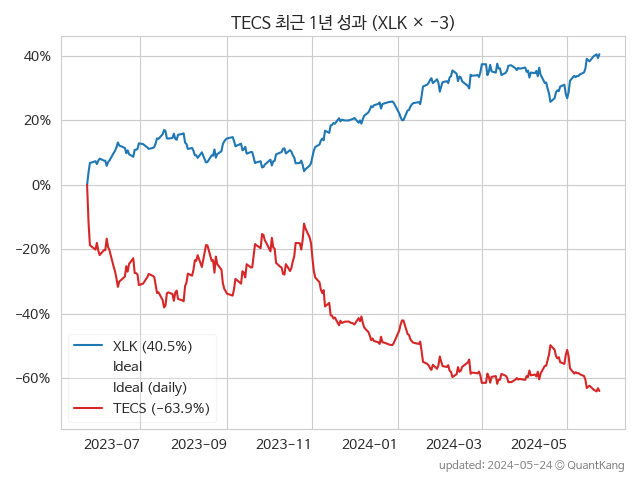 TECS 최근 1년 성과 (XLK × −3)
40%
20%
0%
−20%
−40%
−60%
XLK (40.5%)
Ideal
Ideal (daily)
TECS (−63.9%)
2023-07 2023-09 2023-11 2024-01 2024-03 2024-05
updated: 2024-05-24 ⓒ QuantKang